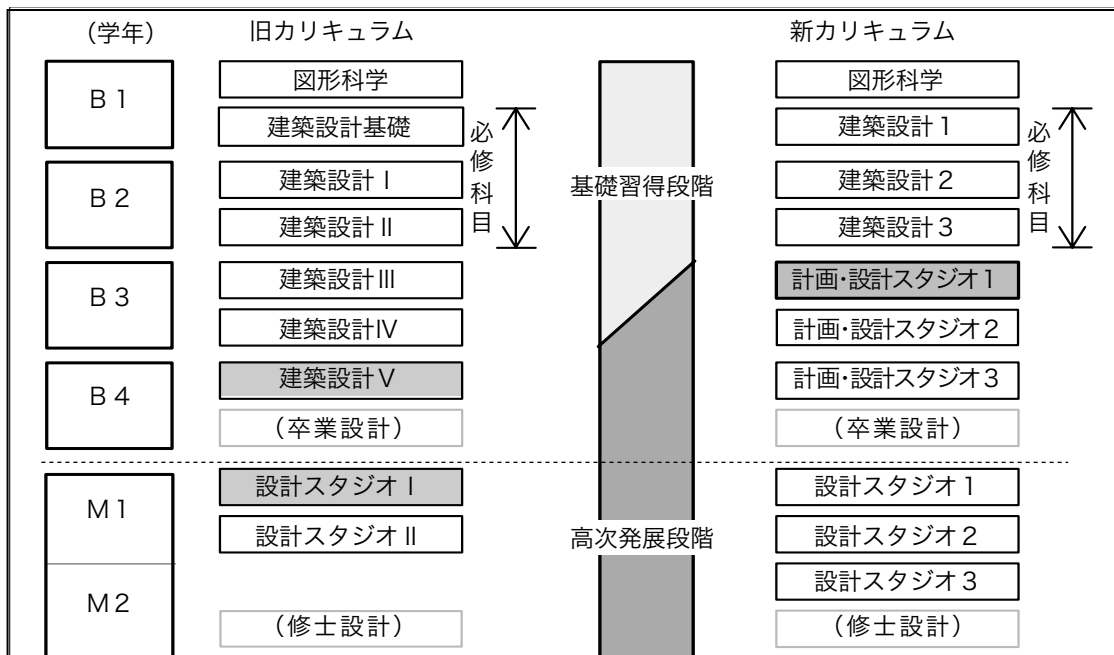 (学年) 旧カリキュラム 新カリキュラム
B 1
図形科学
図形科学
建築設計基礎
建築設計1
必修科目
必修科目
B 2
建築設計Ⅰ
基礎習得段階
建築設計2
建築設計Ⅱ
建築設計3
B 3
建築設計Ⅲ
計画・設計スタジオ1
建築設計Ⅳ
計画・設計スタジオ2
B 4
建築設計Ⅴ
計画・設計スタジオ3
(卒業設計)
(卒業設計)
M 1
設計スタジオⅠ
設計スタジオ1
設計スタジオⅡ
高次発展段階
設計スタジオ2
M 2
設計スタジオ3
(修士設計)
(修士設計)